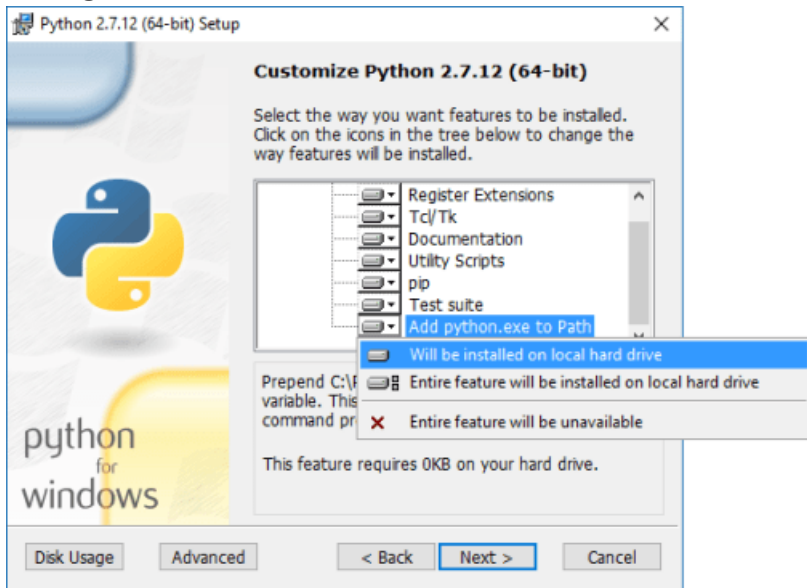 Python 2.7.12 (64-bit) Setup
Customize Python 2.7.12 (64-bit)
Select the way you want features to be installed.
Click on the icons in the tree below to change the
way features will be installed.
Register Extensions
Tcl/Tk
Documentation
Utility Scripts
pip
Test suite
Add python.exe to Path
Will be installed on local hard drive
Entire feature will be installed on local hard drive
Entire feature will be unavailable
Prepend C:\
variable. This
command
This feature requires 0KB on your hard drive.
python
for
windows
Disk Usage
Advanced
< Back
Next >
Cancel